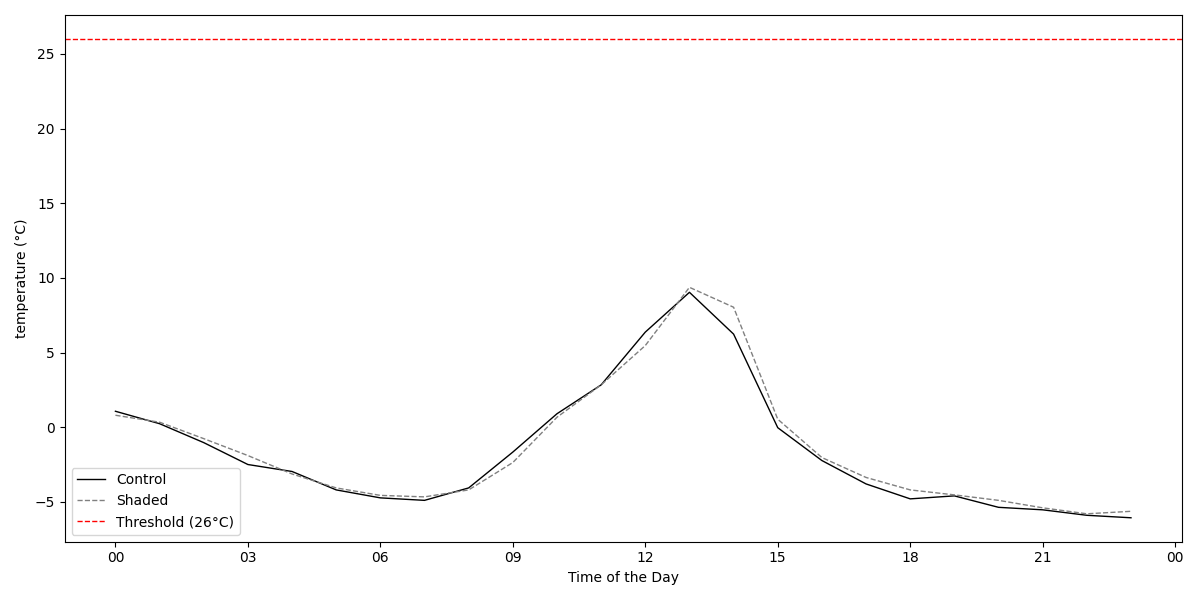 25
20
15
10
5
0
−5
temperature (°C)
Control
Shaded
Threshold (26°C)
00 03 06 09 12 15 18 21 00
Time of the Day